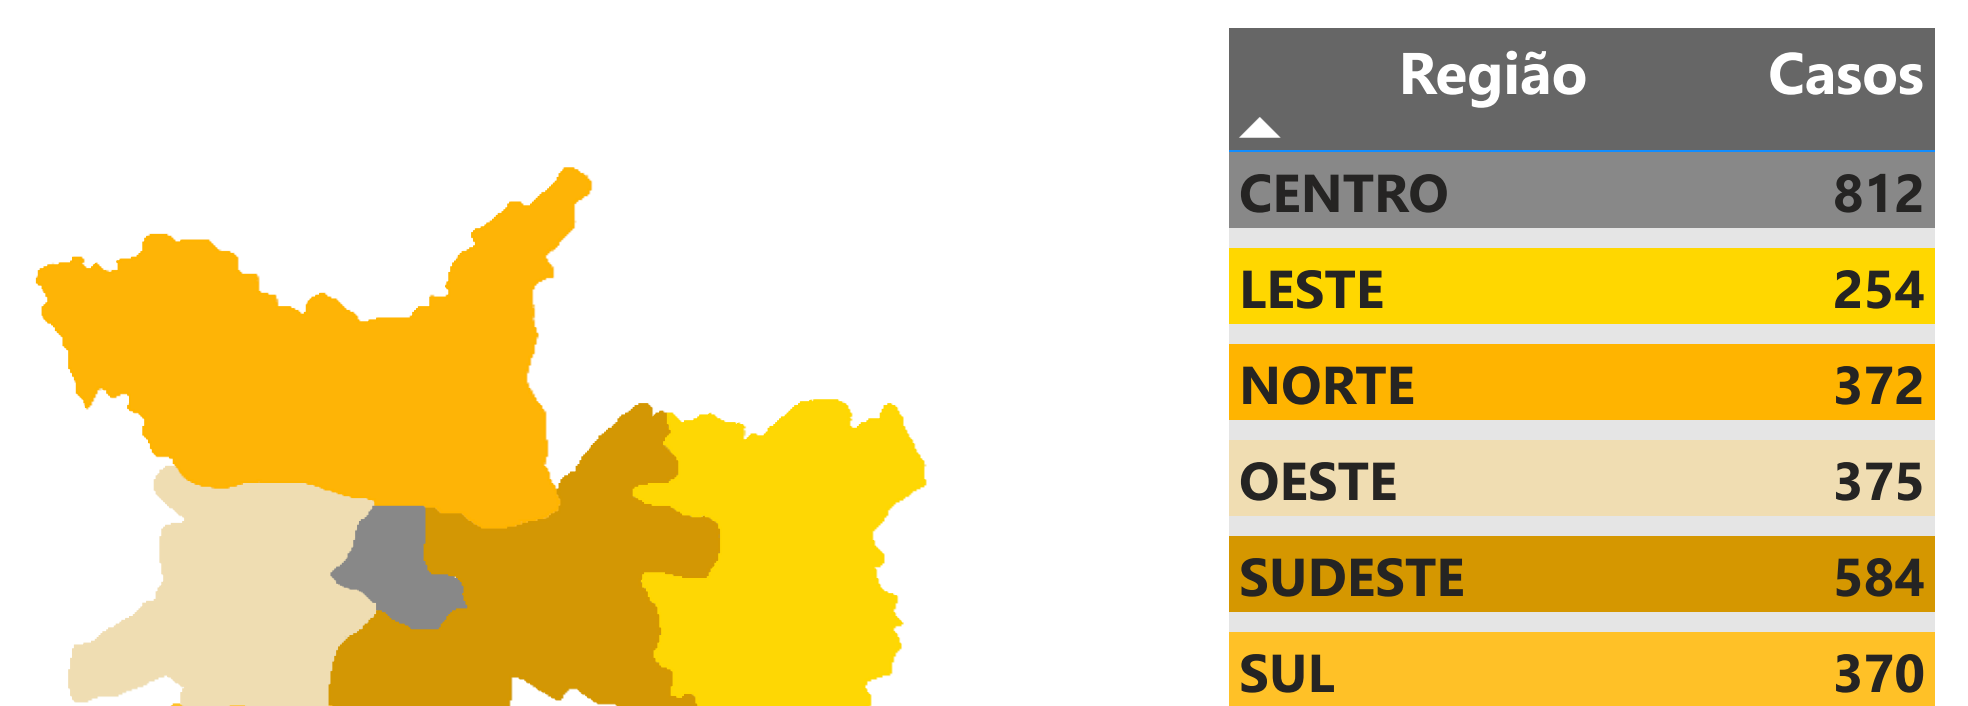 Região Casos
CENTRO 812
LESTE 254
NORTE 372
OESTE 375
SUDESTE 584
SUL 370